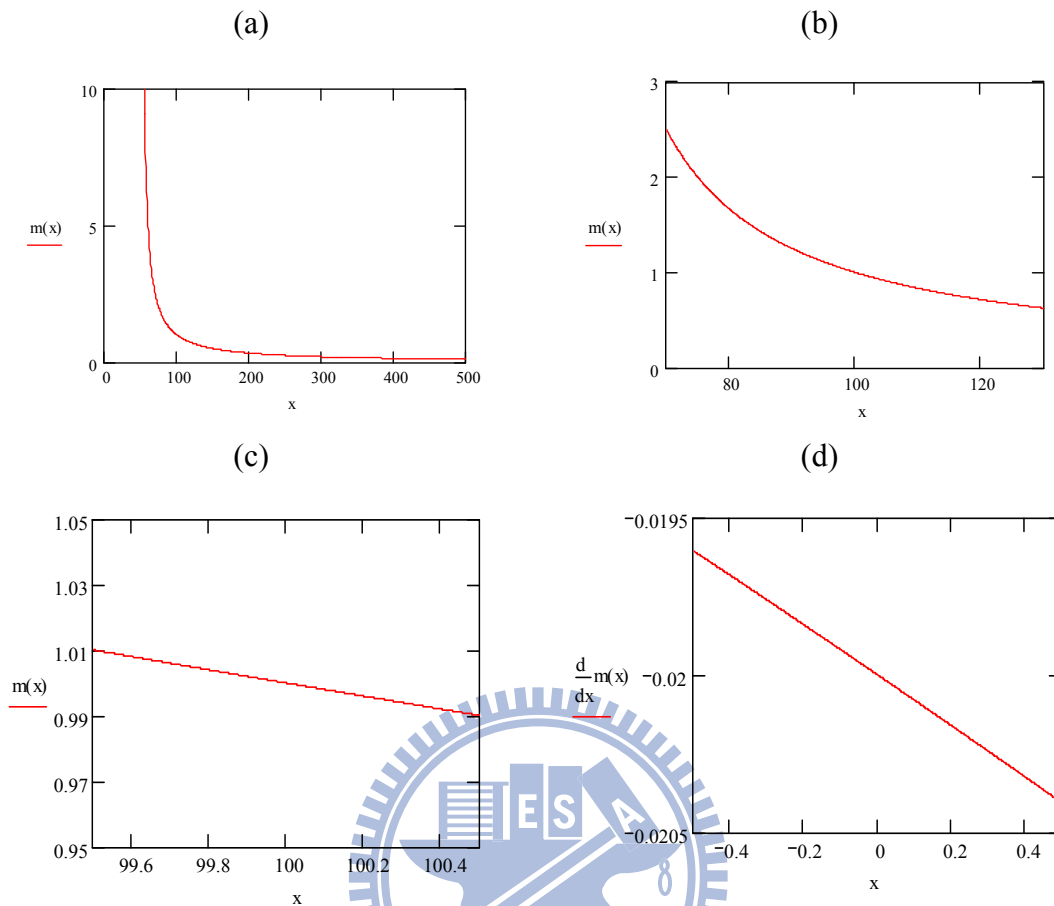 (a)
10
5
0
m(x)
0 100 200 300 400 500
x
(b)
3
2
1
0
m(x)
80 100 120
x
(c)
1.05
1.03
1.01
0.99
0.97
0.95
m(x)
99.6 99.8 100 100.2 100.4
x
(d)
−0.0195
−0.02
−0.0205
d
dx
m(x)
−0.4 −0.2 0 0.2 0.4
x
E S A
8